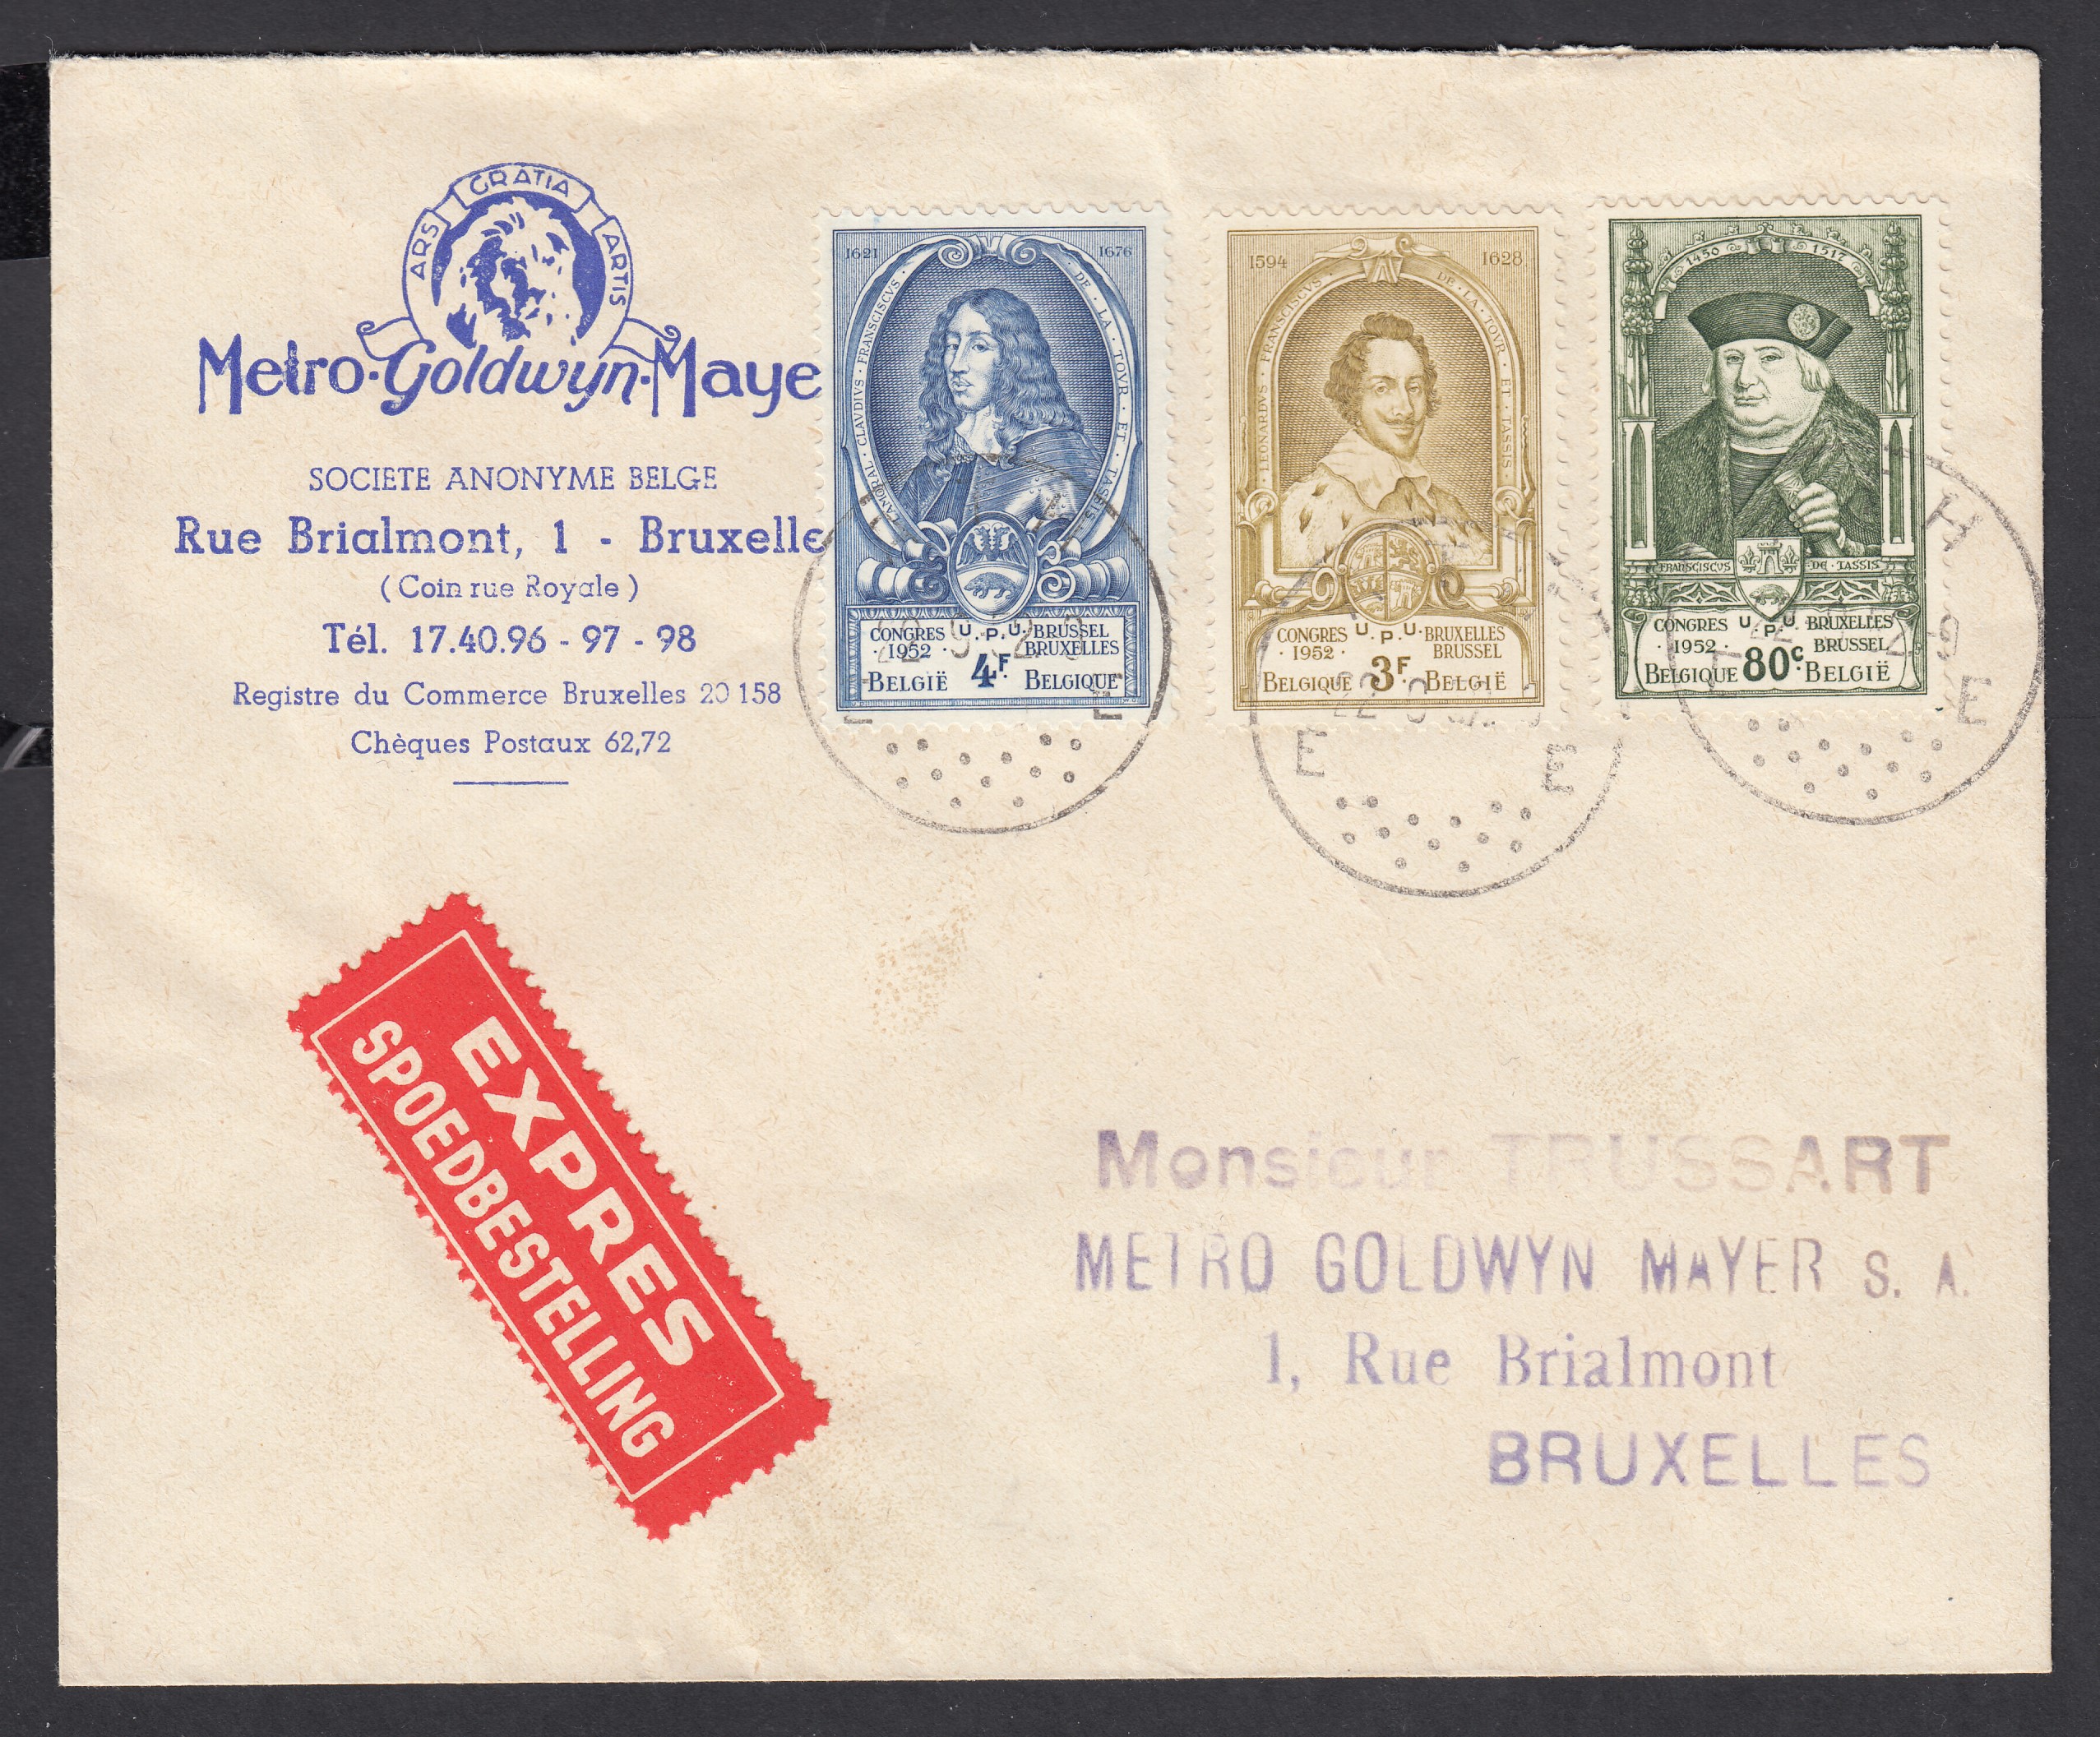 ARS GRATIA ARTIS
Metro-Goldwyn-Maye
SOCIETE ANONYME BELGE
Rue Brialmont, 1 - Bruxelle
(Coin rue Royale)
Tél. 17.40.96 - 97 - 98
Registre du Commerce Bruxelles 20 158
Chèques Postaux 62,72
1621 1676
LAMORAL · CLAVDIVS · FRANSCISCVS · DE · LA · TOVR · ET · TASSIS
CONGRES U.P.U. BRUSSEL
· 1952 · BRUXELLES
BELGIË 4F. BELGIQUE
1594 1628
LEONARDVS · FRANSCISCVS · DE · LA · TOVR · ET · TASSIS
CONGRES U.P.U. BRUXELLES
· 1952 · BRUSSEL
BELGIQUE 3F. BELGIË
1450 1517
FRANSCISCUS DE · TASSIS
CONGRES U.P.U. BRUXELLES
· 1952 · BRUSSEL
BELGIQUE 80c. BELGIË
E E
H
E
EXPRES
SPOEDBESTELLING
Monsieur TRUSSART
METRO GOLDWYN MAYER S. A.
1, Rue Brialmont
BRUXELLES